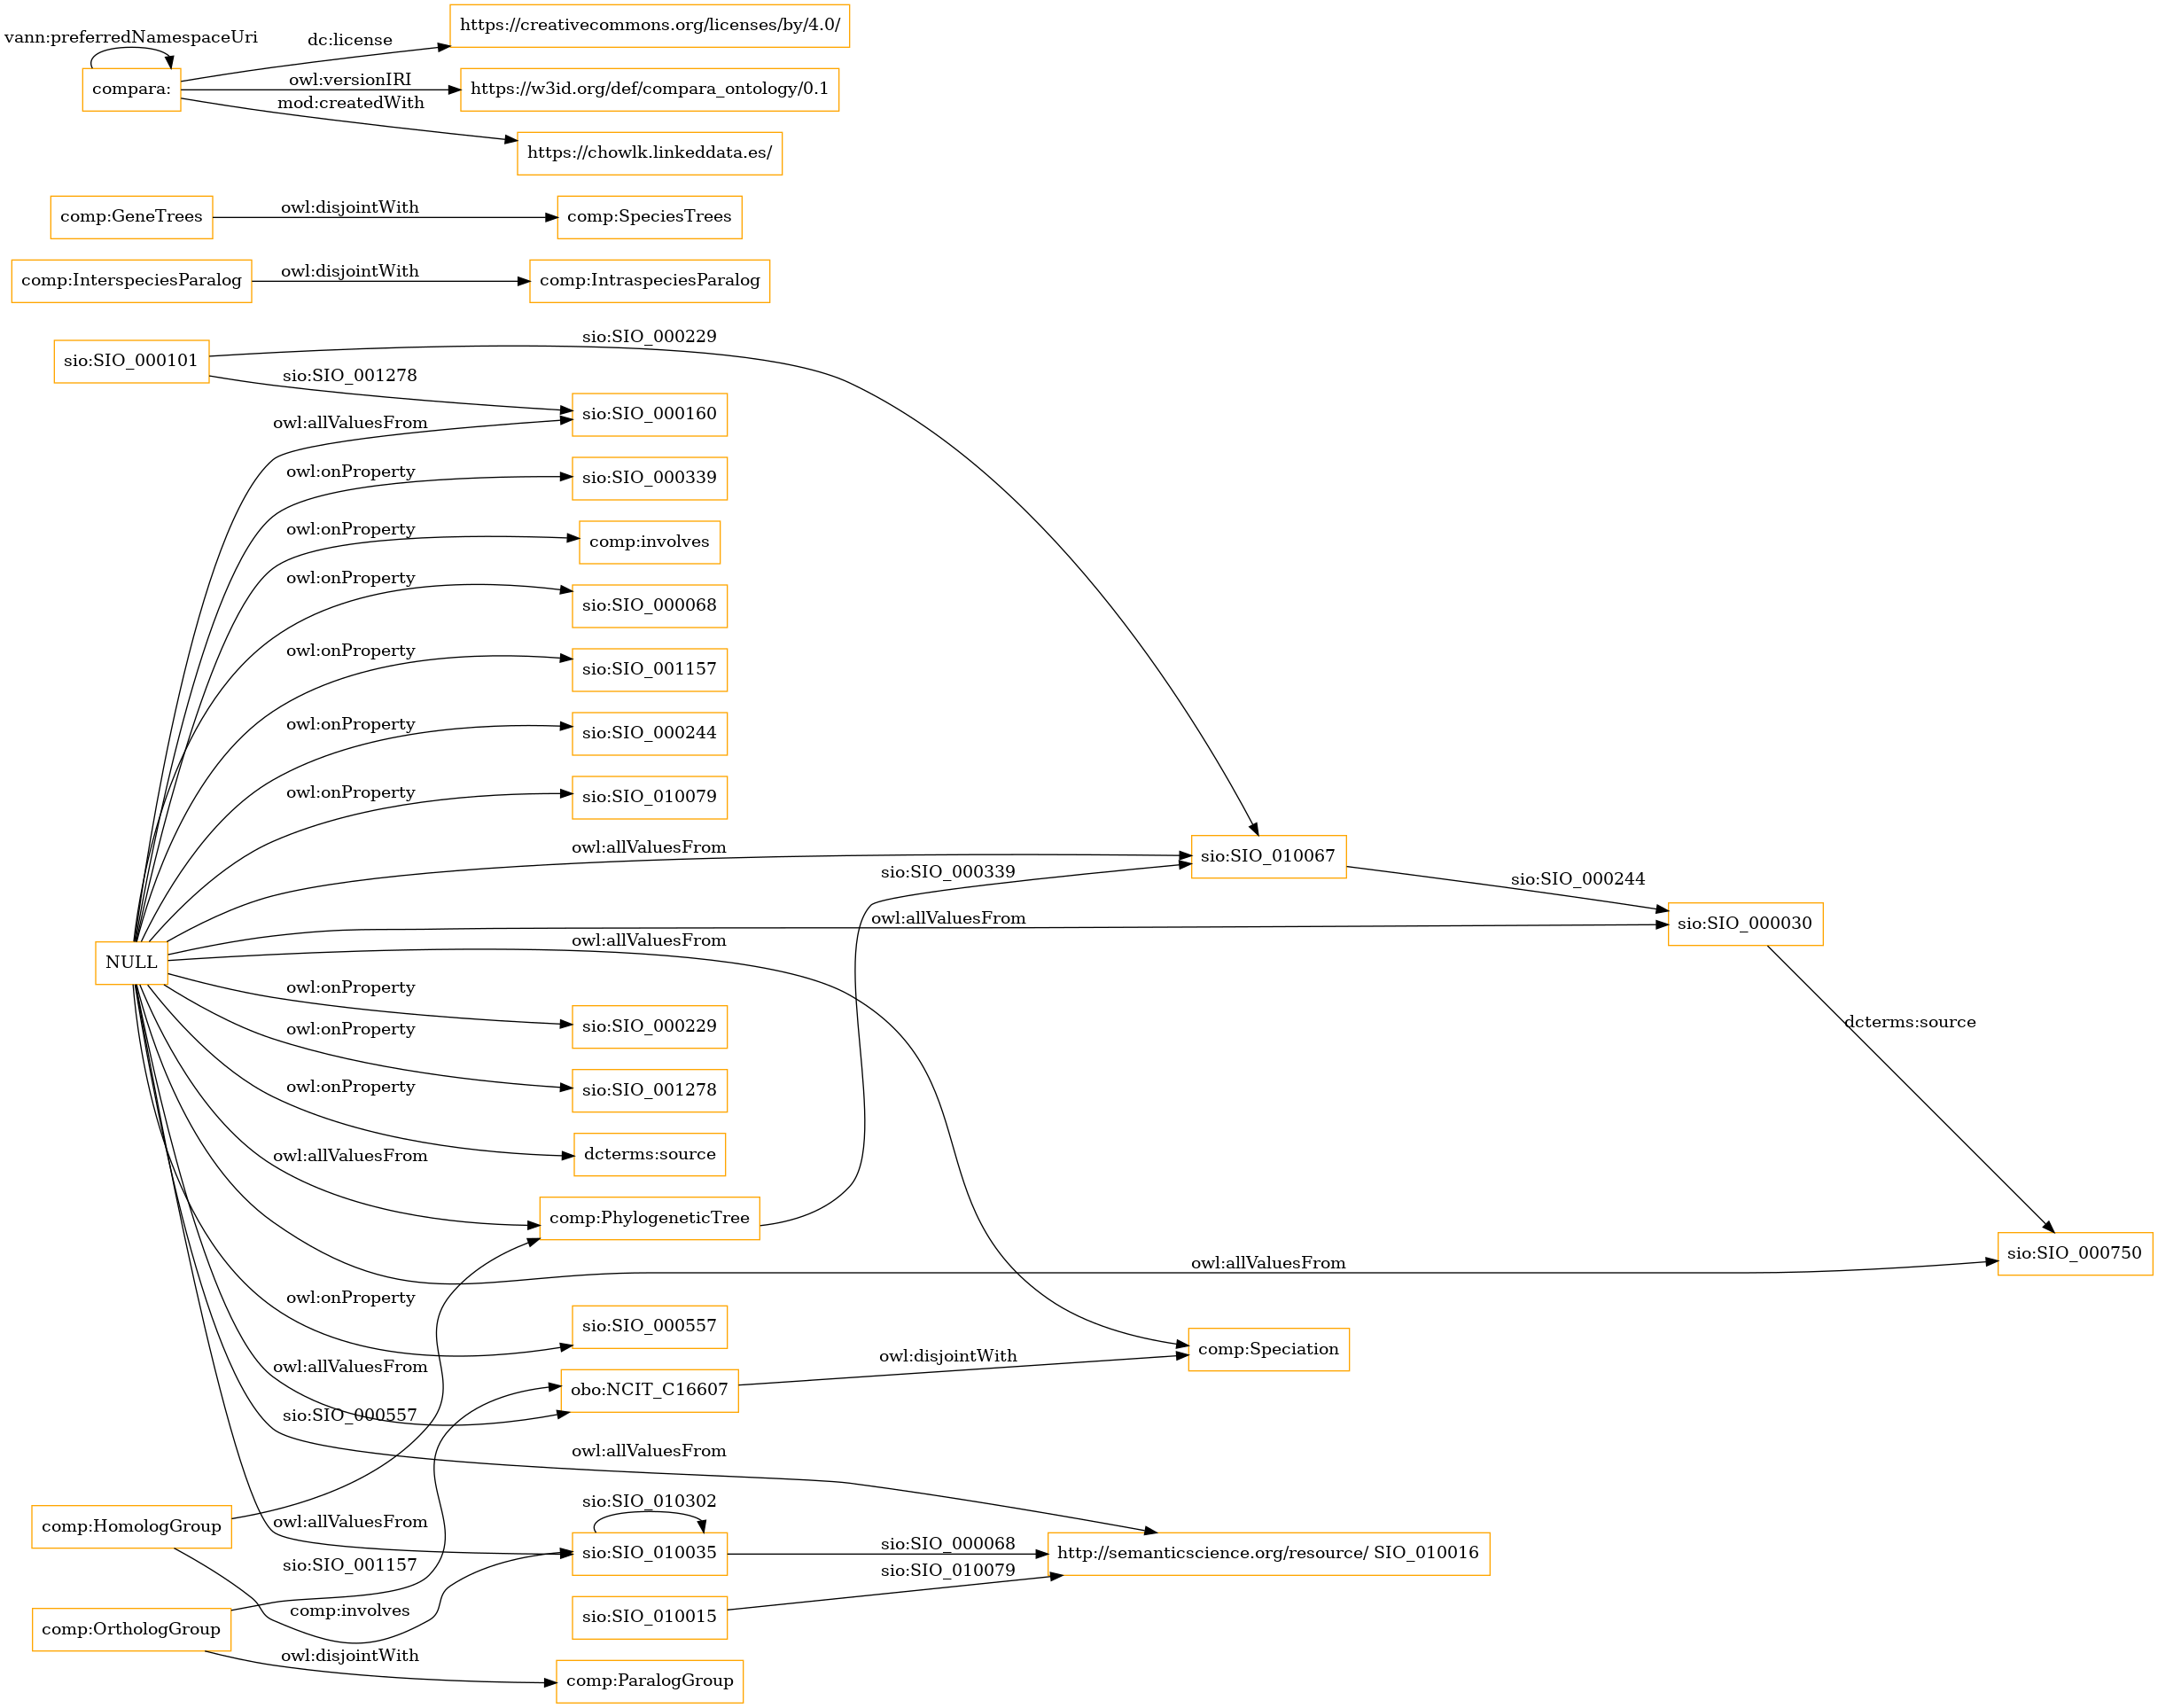 https://creativecommons.org/licenses/by/4.0/
vann:preferredNamespaceUri
dc:license
compara:
owl:versionIRI
https://w3id.org/def/compara_ontology/0.1
mod:createdWith
https://chowlk.linkeddata.es/
comp:GeneTrees
owl:disjointWith
comp:SpeciesTrees
comp:InterspeciesParalog
owl:disjointWith
comp:IntraspeciesParalog
sio:SIO_000229
sio:SIO_000101
sio:SIO_001278
sio:SIO_000160
owl:allValuesFrom
owl:onProperty
sio:SIO_000339
owl:onProperty
comp:involves
owl:onProperty
sio:SIO_000068
owl:onProperty
sio:SIO_001157
owl:onProperty
sio:SIO_000244
owl:onProperty
sio:SIO_010079
owl:allValuesFrom
sio:SIO_010067
sio:SIO_000339
sio:SIO_000244
owl:allValuesFrom
sio:SIO_000030
owl:allValuesFrom
NULL
owl:onProperty
sio:SIO_000229
dcterms:source
owl:onProperty
sio:SIO_001278
owl:onProperty
dcterms:source
owl:allValuesFrom
comp:PhylogeneticTree
sio:SIO_000750
owl:allValuesFrom
owl:onProperty
sio:SIO_000557
comp:Speciation
owl:disjointWith
owl:allValuesFrom
obo:NCIT_C16607
sio:SIO_000557
owl:allValuesFrom
sio:SIO_010302
comp:HomologGroup
owl:allValuesFrom
sio:SIO_010035
sio:SIO_000068
http://semanticscience.org/resource/ SIO_010016
sio:SIO_001157
sio:SIO_010079
comp:involves
sio:SIO_010015
comp:OrthologGroup
owl:disjointWith
comp:ParalogGroup